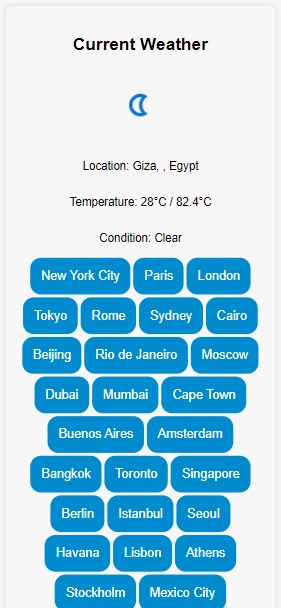 Current Weather
Location: Giza, , Egypt
Temperature: 28°C / 82.4°C
Condition: Clear
New York City Paris London
Tokyo Rome Sydney Cairo
Beijing Rio de Janeiro Moscow
Dubai Mumbai Cape Town
Buenos Aires Amsterdam
Bangkok Toronto Singapore
Berlin Istanbul Seoul
Havana Lisbon Athens
Stockholm Mexico City